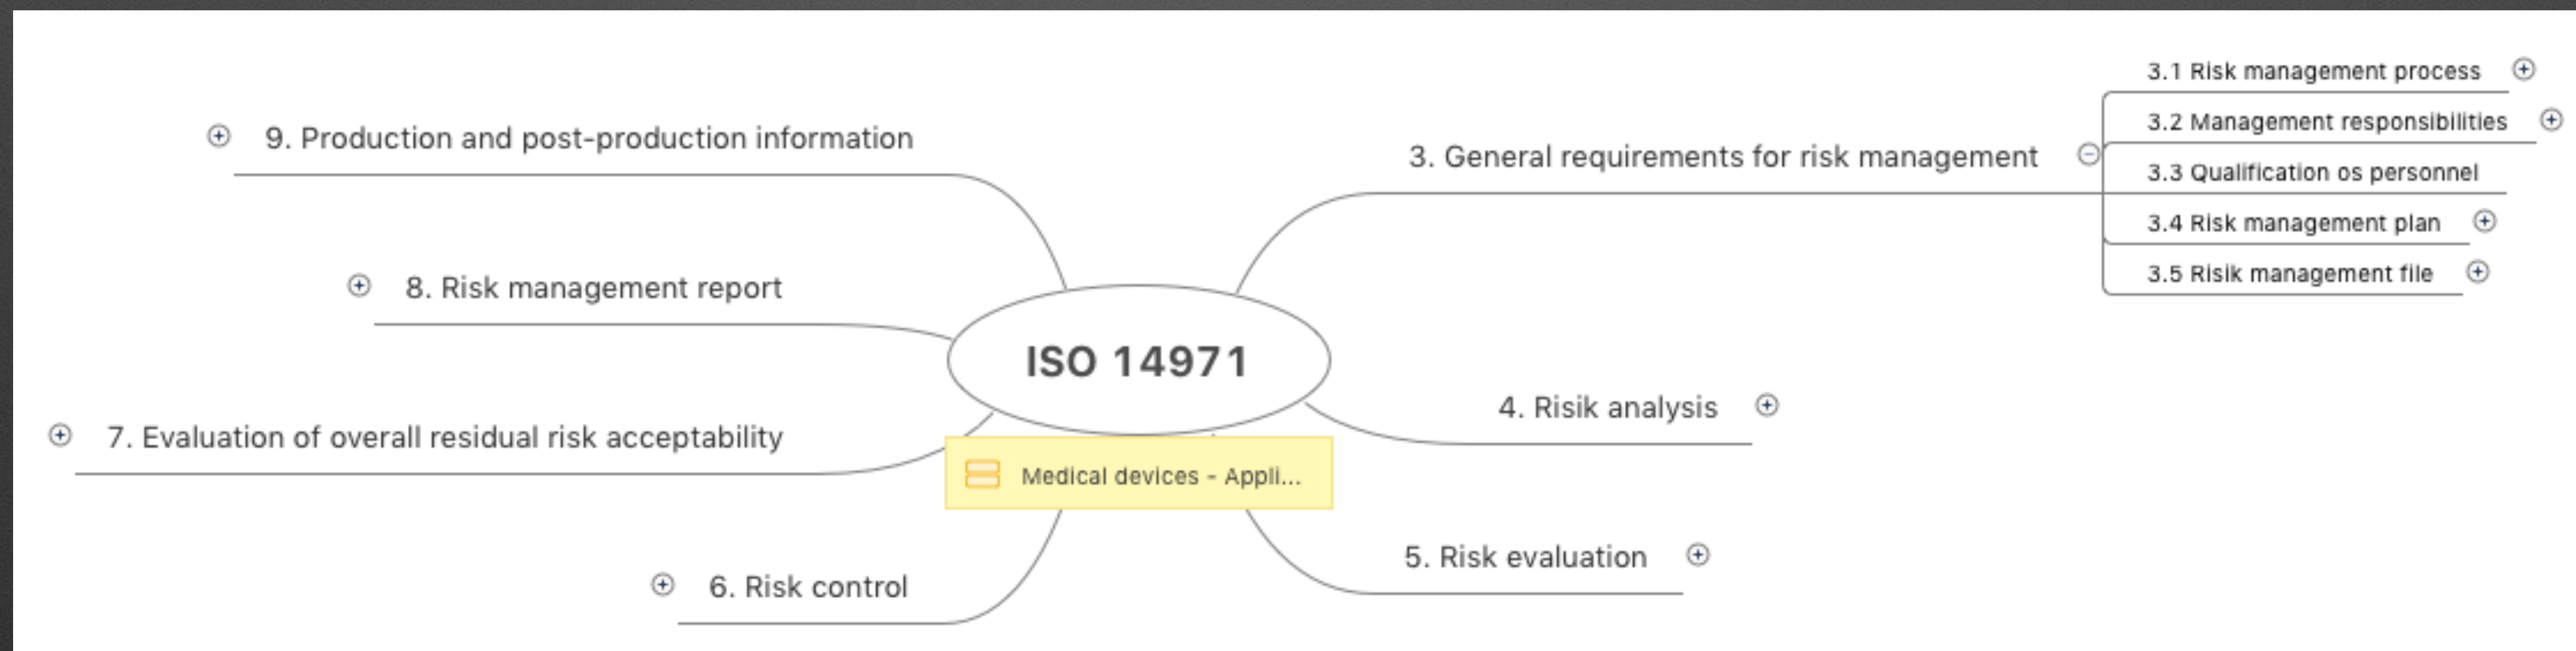 ISO 14971
Medical devices - Appli...
3. General requirements for risk management
3.1 Risk management process
3.2 Management responsibilities
3.3 Qualification os personnel
3.4 Risk management plan
3.5 Risik management file
4. Risik analysis
5. Risk evaluation
6. Risk control
7. Evaluation of overall residual risk acceptability
8. Risk management report
9. Production and post-production information